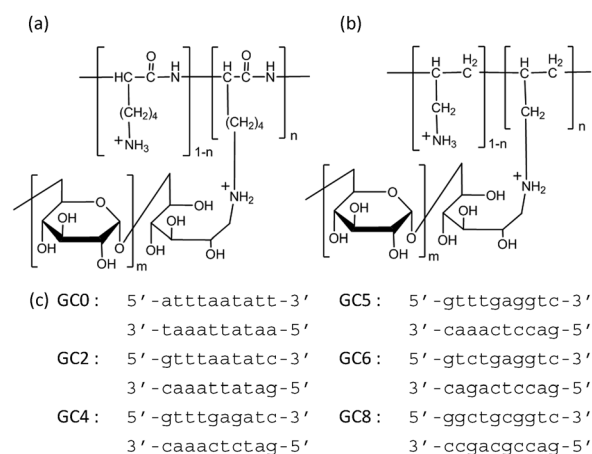 (a)
O H O H
HC C N C C N
H
(CH2)4 (CH2)4
n
+NH3
1-n
+
NH2
O OH
OH OH
OH O OH
OH OH
m
(b)
H H2 H H2
C C C C
CH2 CH2
n
+NH3
1-n
+
NH2
O OH
OH OH
OH O OH
OH OH
m
(c) GC0 : 5’-atttaatatt-3’
3’-taaattataa-5’
GC2 : 5’-gtttaatatc-3’
3’-caaattatag-5’
GC4 : 5’-gtttgagatc-3’
3’-caaactctag-5’
GC5 : 5’-gtttgaggtc-3’
3’-caaactccag-5’
GC6 : 5’-gtctgaggtc-3’
3’-cagactccag-5’
GC8 : 5’-ggctgcggtc-3’
3’-ccgacgccag-5’